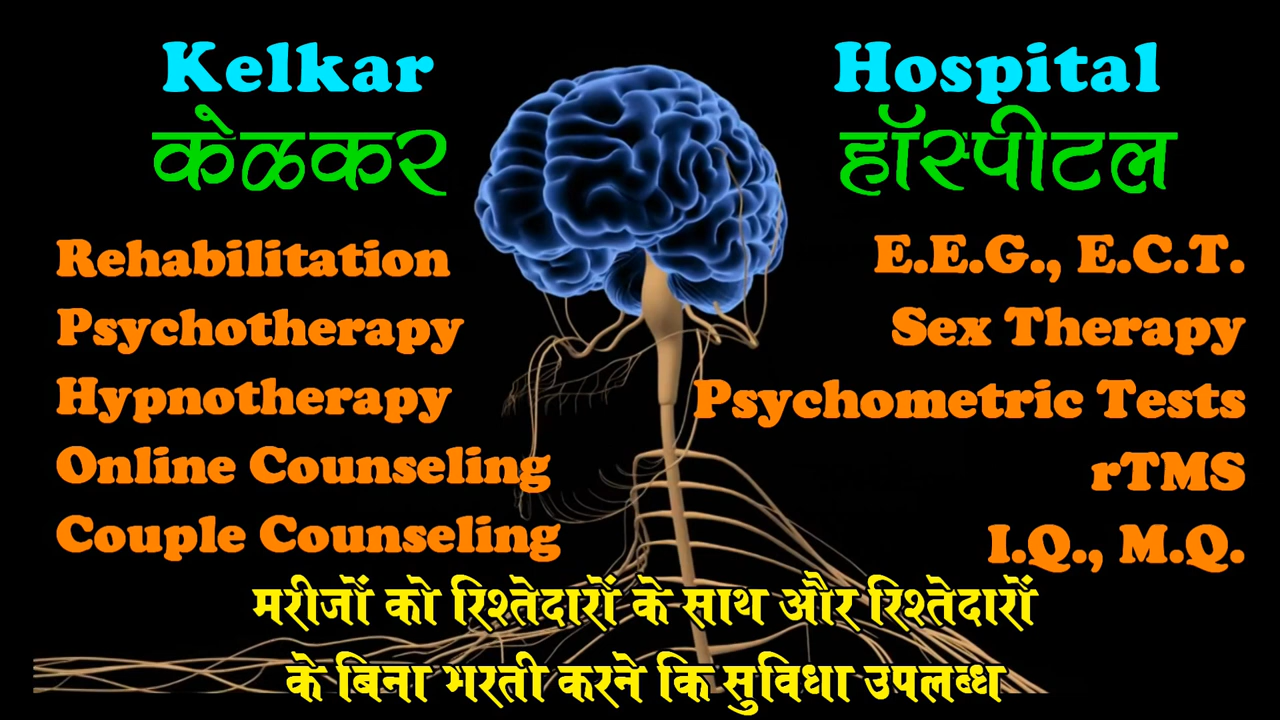 Kelkar Hospital
केळकर हॉस्पीटल
Rehabilitation
Psychotherapy
Hypnotherapy
Online Counseling
Couple Counseling
E.E.G., E.C.T.
Sex Therapy
Psychometric Tests
rTMS
I.Q., M.Q.
मरीजों को रिश्तेदारों के साथ और रिश्तेदारों
के बिना भरती करने कि सुविधा उपलब्ध